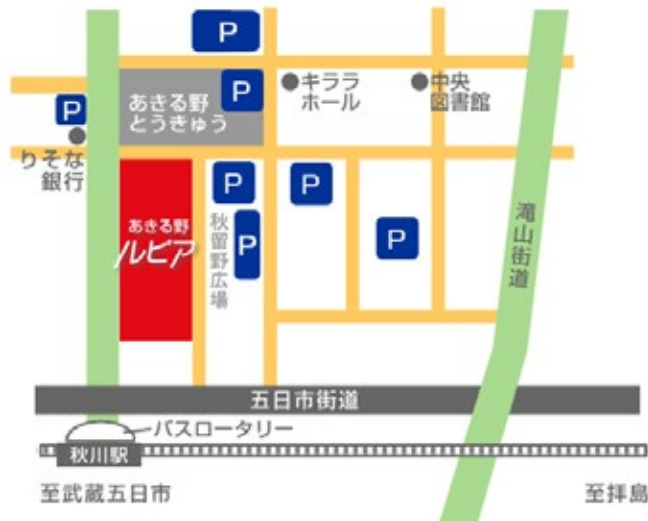 P
キララ
ホール
中央
図書館
あきる野
とうきゅう
P
P
りそな
銀行
あきる野
ルピア
P
P
秋留野広場
P
P
滝山街道
五日市街道
バスロータリー
秋川駅
至武蔵五日市
至拝島